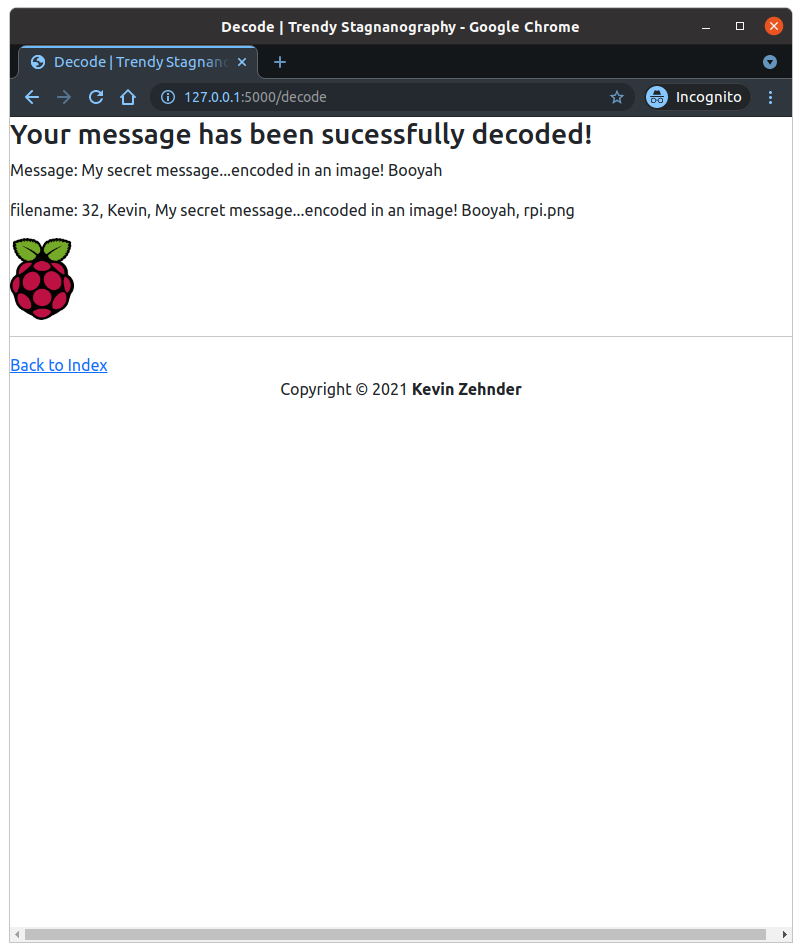 Decode | Trendy Stagnanography - Google Chrome
Decode | Trendy Stagnano
127.0.0.1:5000/decode
Incognito
Your message has been sucessfully decoded!
Message: My secret message...encoded in an image! Booyah
filename: 32, Kevin, My secret message...encoded in an image! Booyah, rpi.png
Back to Index
Copyright © 2021 Kevin Zehnder